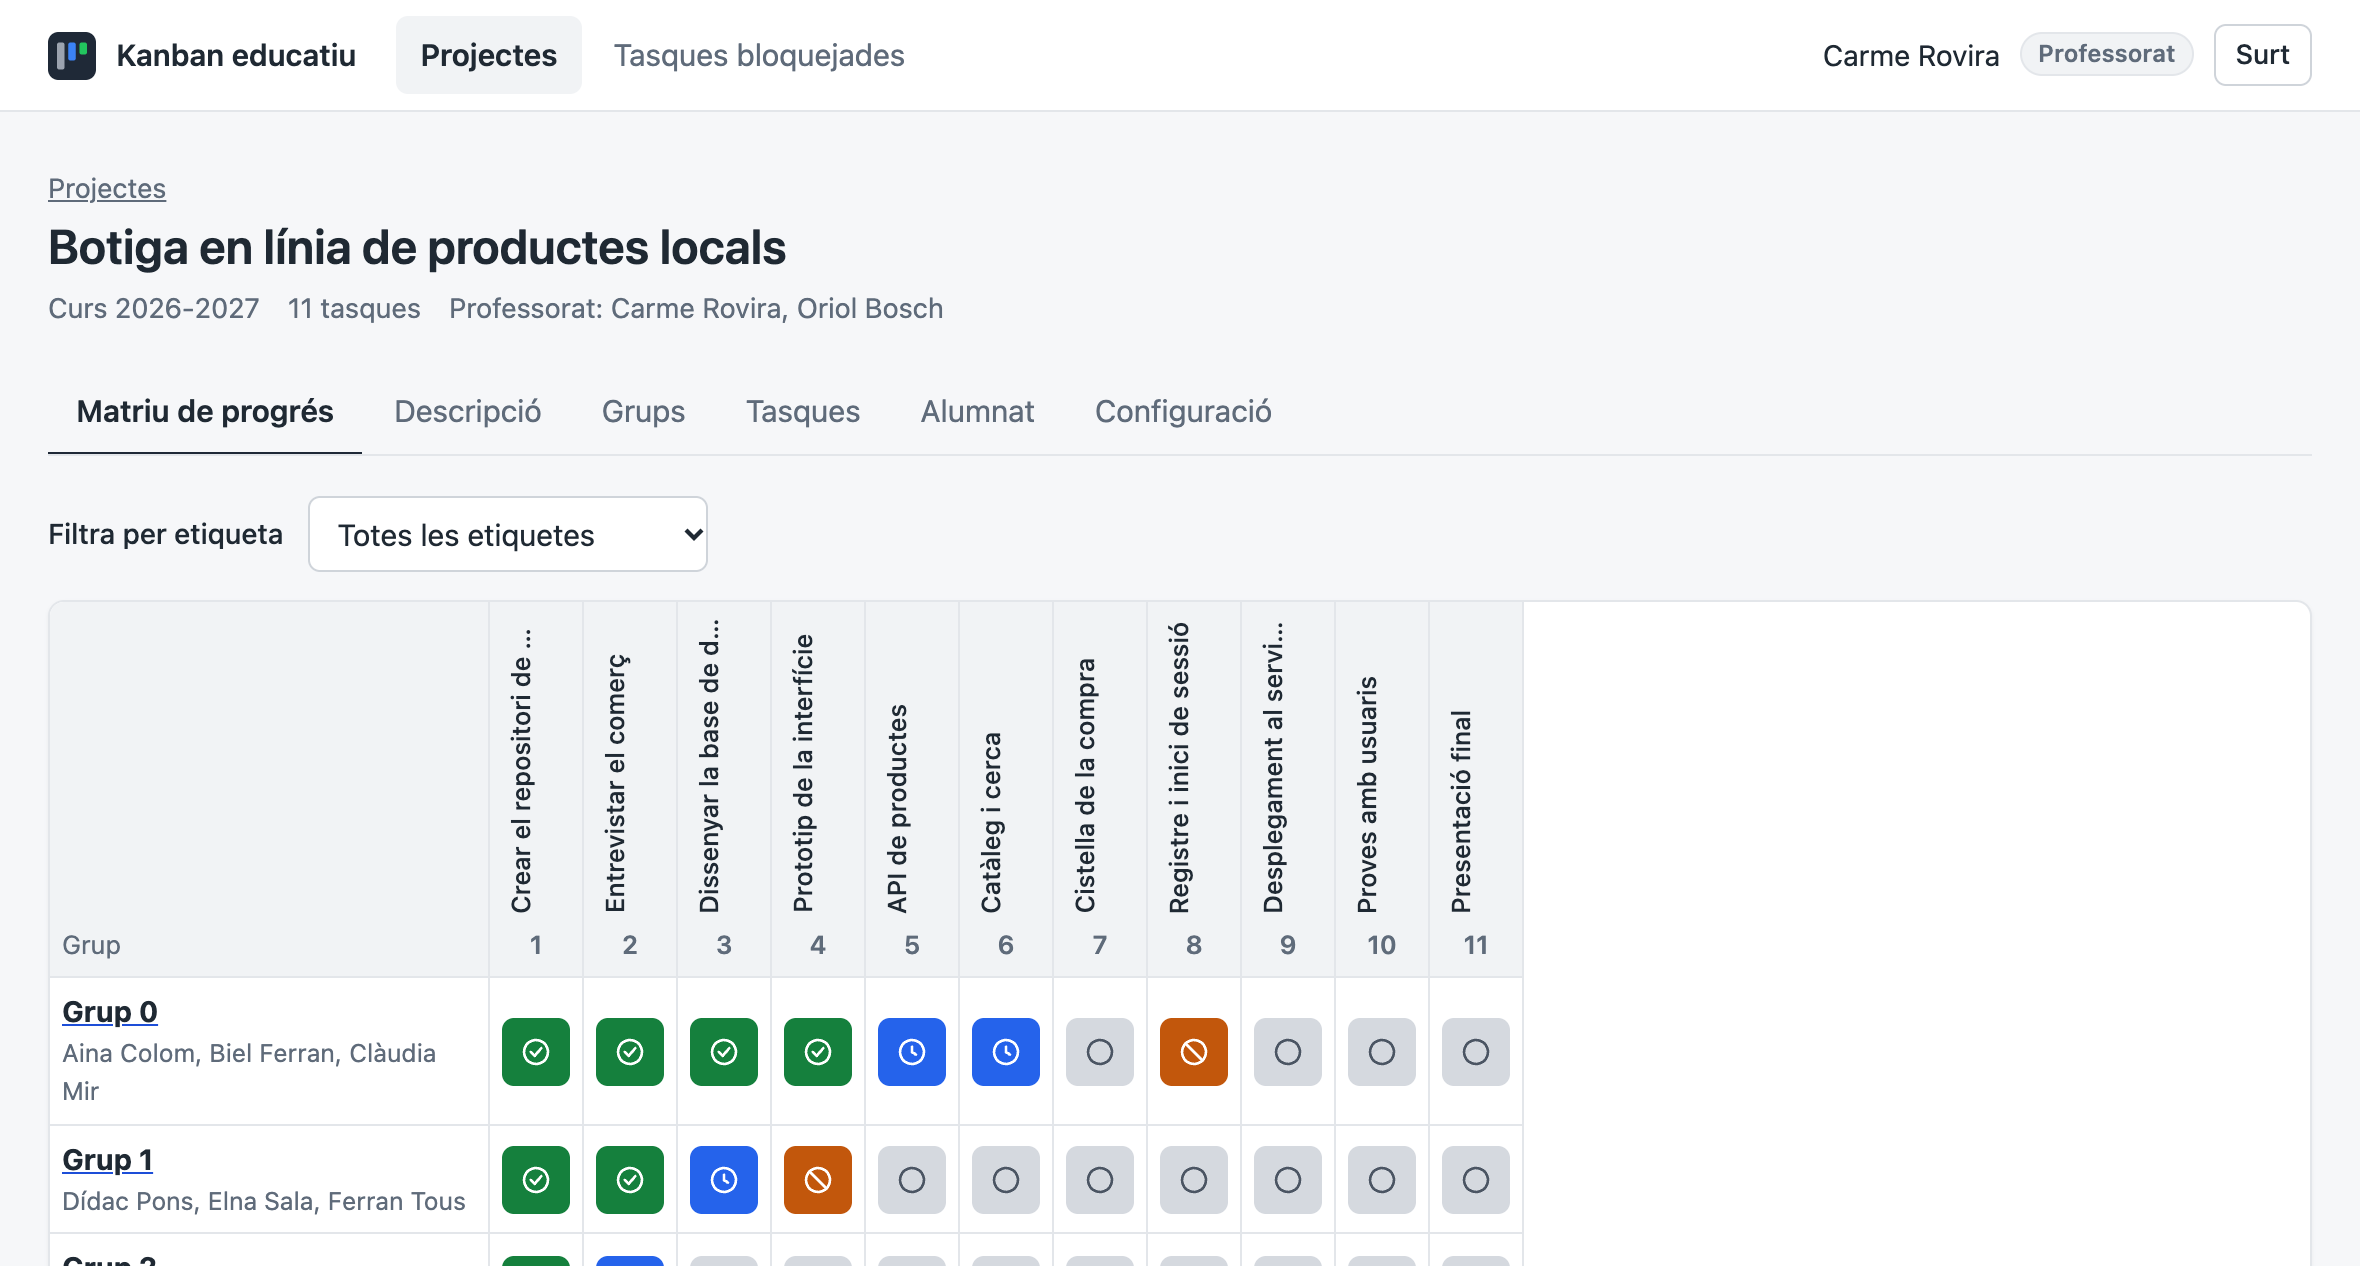 Kanban educatiu
Projectes
Tasques bloquejades
Carme Rovira
Professorat
Surt
Projectes
Botiga en línia de productes locals
Curs 2026-2027 11 tasques Professorat: Carme Rovira, Oriol Bosch
Matriu de progrés
Descripció
Grups
Tasques
Alumnat
Configuració
Filtra per etiqueta
Totes les etiquetes
Grup
Crear el repositori de ...
Entrevistar el comerç
Dissenyar la base de d...
Prototip de la interfície
API de productes
Catàleg i cerca
Cistella de la compra
Registre i inici de sessió
Desplegament al servi...
Proves amb usuaris
Presentació final
1 2 3 4 5 6 7 8 9 10 11
Grup 0
Aina Colom, Biel Ferran, Clàudia
Mir
Grup 1
Dídac Pons, Elna Sala, Ferran Tous
Grup 2